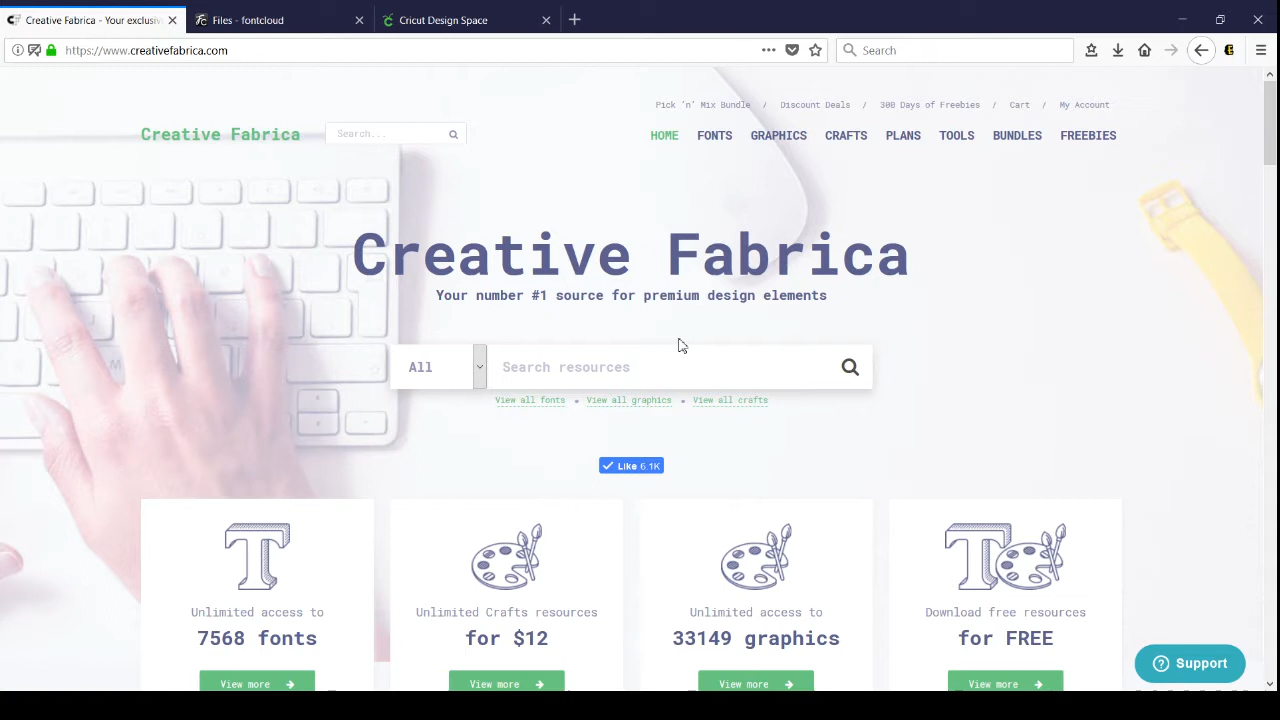 Creative Fabrica - Your exclusiv
Files - fontcloud
Cricut Design Space
https://www.creativefabrica.com
Search
Pick 'n' Mix Bundle / Discount Deals / 300 Days of Freebies / Cart / My Account
Creative Fabrica
Search...
HOME FONTS GRAPHICS CRAFTS PLANS TOOLS BUNDLES FREEBIES
Creative Fabrica
Your number #1 source for premium design elements
All
Search resources
View all fonts • View all graphics • View all crafts
Like 6.1K
Unlimited access to
7568 fonts
View more
Unlimited Crafts resources
for $12
View more
Unlimited access to
33149 graphics
View more
Download free resources
for FREE
View more
Support